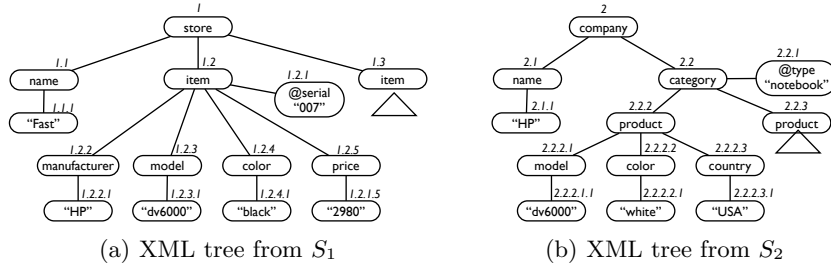 1
store
1.1
name
1.1.1
“Fast”
1.2
item
1.2.1
@serial
“007”
1.3
item
1.2.2
manufacturer
1.2.2.1
“HP”
1.2.3
model
1.2.3.1
“dv6000”
1.2.4
color
1.2.4.1
“black”
1.2.5
price
1.2.1.5
“2980”
(a) XML tree from S1
2
company
2.1
name
2.1.1
“HP”
2.2
category
2.2.1
@type
“notebook”
2.2.2
product
2.2.3
product
2.2.2.1
model
2.2.2.1.1
“dv6000”
2.2.2.2
color
2.2.2.2.1
“white”
2.2.2.3
country
2.2.2.3.1
“USA”
(b) XML tree from S2